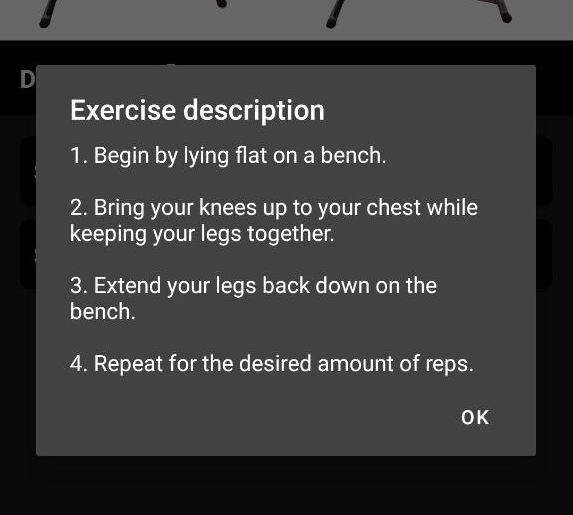 D
Exercise description
1. Begin by lying flat on a bench.
2. Bring your knees up to your chest while
keeping your legs together.
3. Extend your legs back down on the
bench.
4. Repeat for the desired amount of reps.
OK